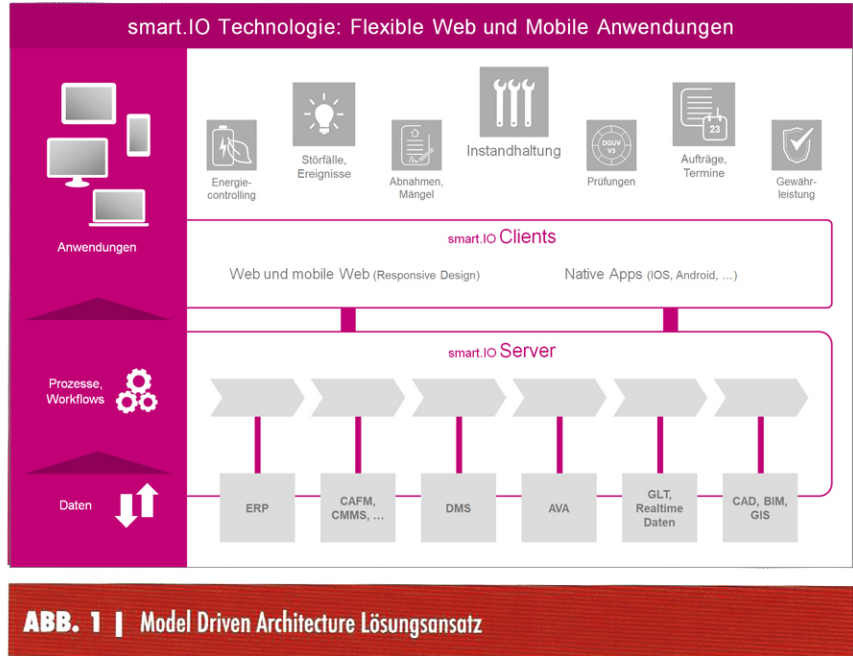 smart.IO Technologie: Flexible Web und Mobile Anwendungen
Anwendungen
Energie-
controlling
Störfälle,
Ereignisse
Abnahmen,
Mängel
Instandhaltung
DGUV
V3
Prüfungen
23
Aufträge,
Termine
Gewähr-
leistung
smart.IO Clients
Web und mobile Web (Responsive Design)
Native Apps (IOS, Android, ...)
Prozesse,
Workflows
smart.IO Server
Daten
ERP
CAFM,
CMMS, ...
DMS
AVA
GLT,
Realtime
Daten
CAD, BIM,
GIS
ABB. 1 | Model Driven Architecture Lösungsansatz